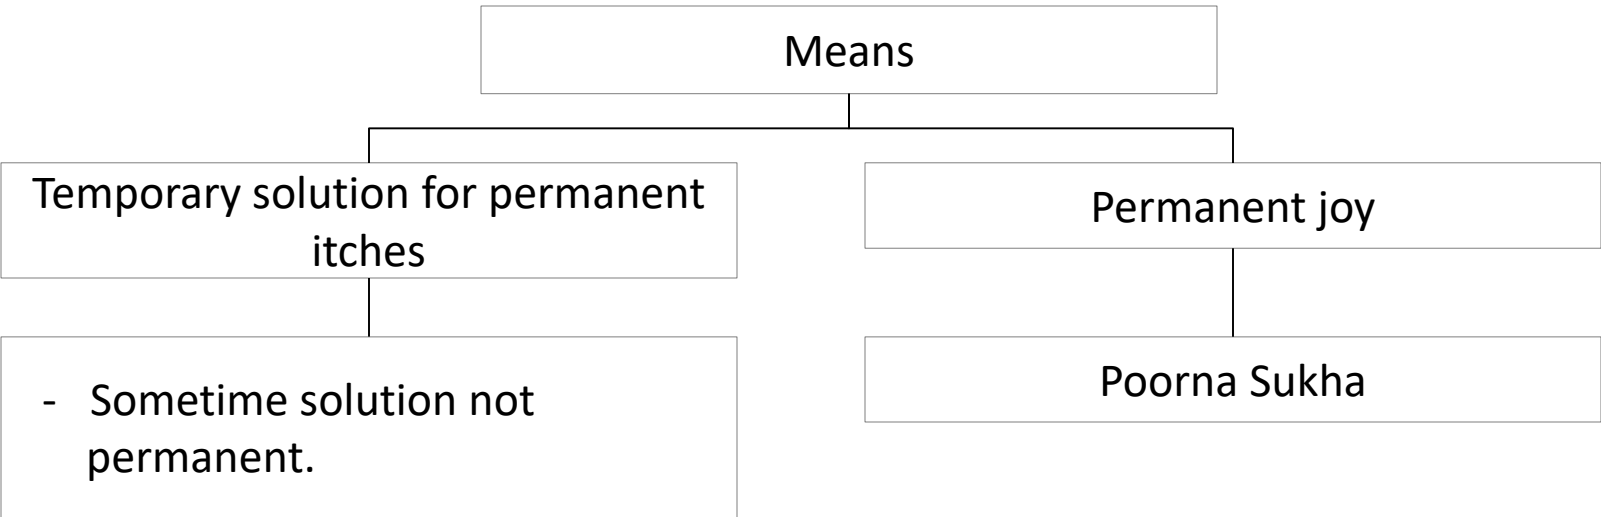 Means
Temporary solution for permanent
itches
Permanent joy
- Sometime solution not
permanent.
Poorna Sukha